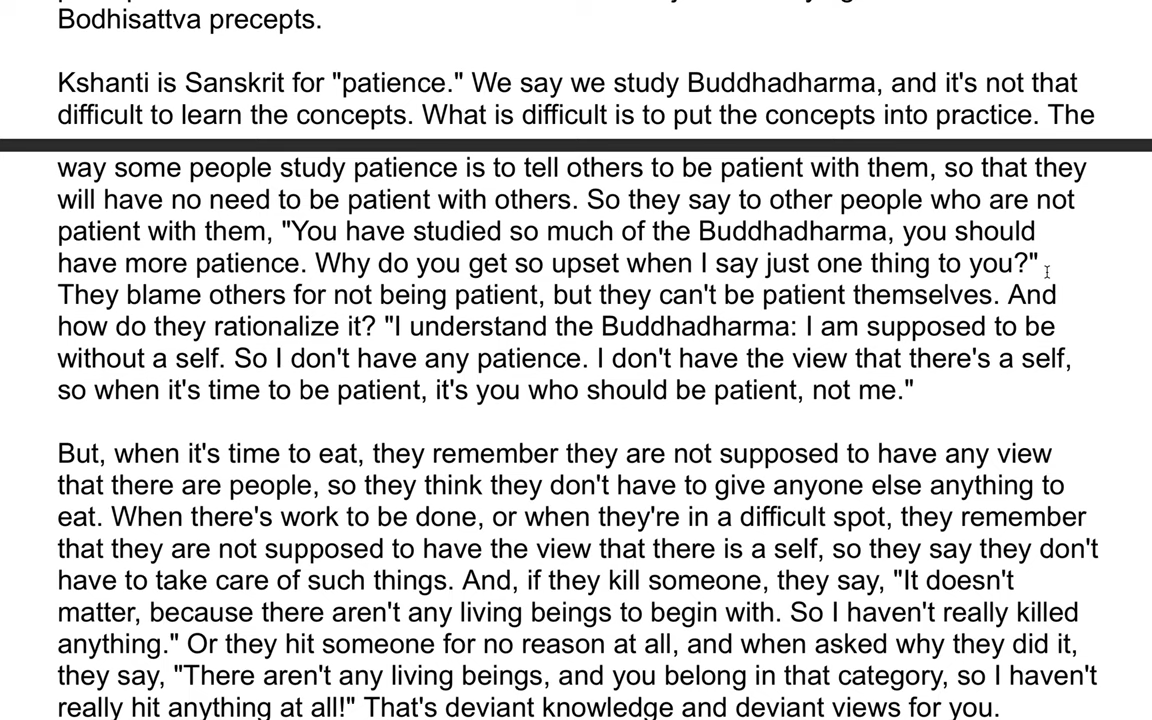 Bodhisattva precepts.
Kshanti is Sanskrit for "patience." We say we study Buddhadharma, and it's not that
difficult to learn the concepts. What is difficult is to put the concepts into practice. The
way some people study patience is to tell others to be patient with them, so that they
will have no need to be patient with others. So they say to other people who are not
patient with them, "You have studied so much of the Buddhadharma, you should
have more patience. Why do you get so upset when I say just one thing to you?"
They blame others for not being patient, but they can't be patient themselves. And
how do they rationalize it? "I understand the Buddhadharma: I am supposed to be
without a self. So I don't have any patience. I don't have the view that there's a self,
so when it's time to be patient, it's you who should be patient, not me."
But, when it's time to eat, they remember they are not supposed to have any view
that there are people, so they think they don't have to give anyone else anything to
eat. When there's work to be done, or when they're in a difficult spot, they remember
that they are not supposed to have the view that there is a self, so they say they don't
have to take care of such things. And, if they kill someone, they say, "It doesn't
matter, because there aren't any living beings to begin with. So I haven't really killed
anything." Or they hit someone for no reason at all, and when asked why they did it,
they say, "There aren't any living beings, and you belong in that category, so I haven't
really hit anything at all!" That's deviant knowledge and deviant views for you.